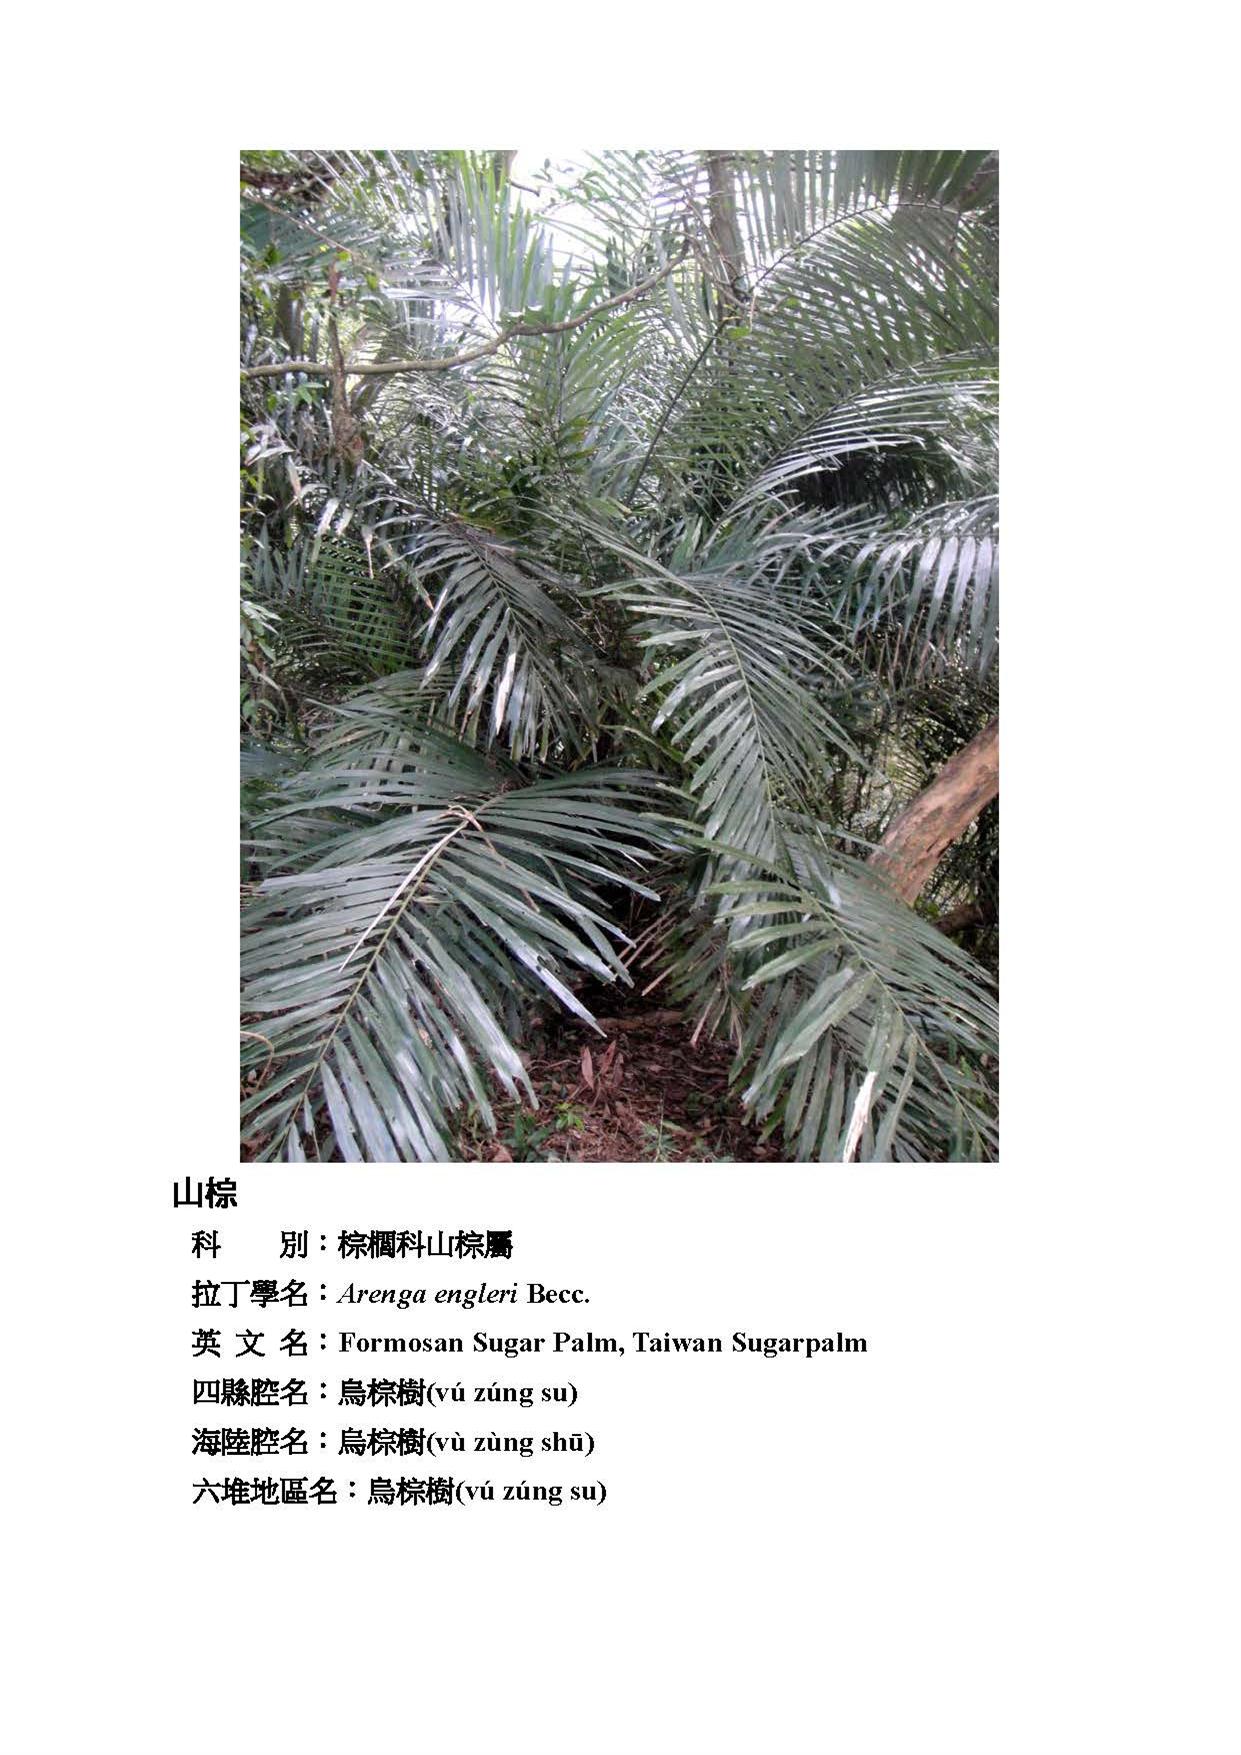 山棕
科　　別：棕櫚科山棕屬
拉丁學名：Arenga engleri Becc.
英 文 名：Formosan Sugar Palm, Taiwan Sugarpalm
四縣腔名：烏棕樹(vú zúng su)
海陸腔名：烏棕樹(vù zùng shū)
六堆地區名：烏棕樹(vú zúng su)